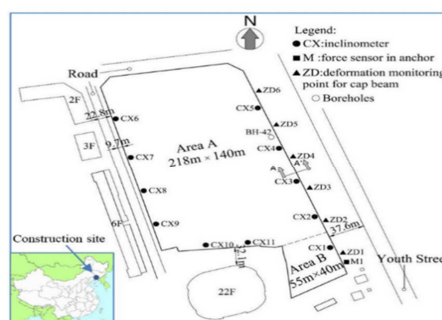 N
Legend:
CX:inclinometer
M :force sensor in anchor
ZD:deformation monitoring
point for cap beam
Boreholes
Road
2F
22.8m
CX6
3F
9.7m
CX7
CX8
6F
CX9
Area A
218m×140m
ZD6
CX5
ZD5
BH-42
CX4
ZD4
A
A'
CX3
ZD3
CX2
ZD2
37.6m
CX10
CX11
CX1
ZD1
M1
Area B
55m×40m
22F
Youth Street
Construction site